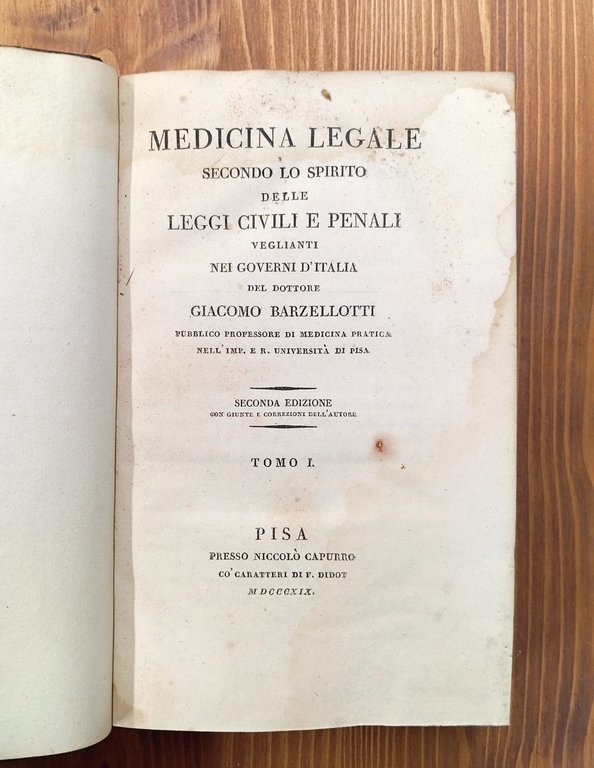 MEDICINA LEGALE
SECONDO LO SPIRITO
DELLE
LEGGI CIVILI E PENALI
VEGLIANTI
NEI GOVERNI D'ITALIA
DEL DOTTORE
GIACOMO BARZELLOTTI
PUBBLICO PROFESSORE DI MEDICINA PRATICA
NELL'IMP. E R. UNIVERSITÀ DI PISA
SECONDA EDIZIONE
CON GIUNTE E CORREZIONI DELL'AUTORE
TOMO I.
PISA
PRESSO NICCOLÒ CAPURRO
CO' CARATTERI DI F. DIDOT
MDCCCXIX.